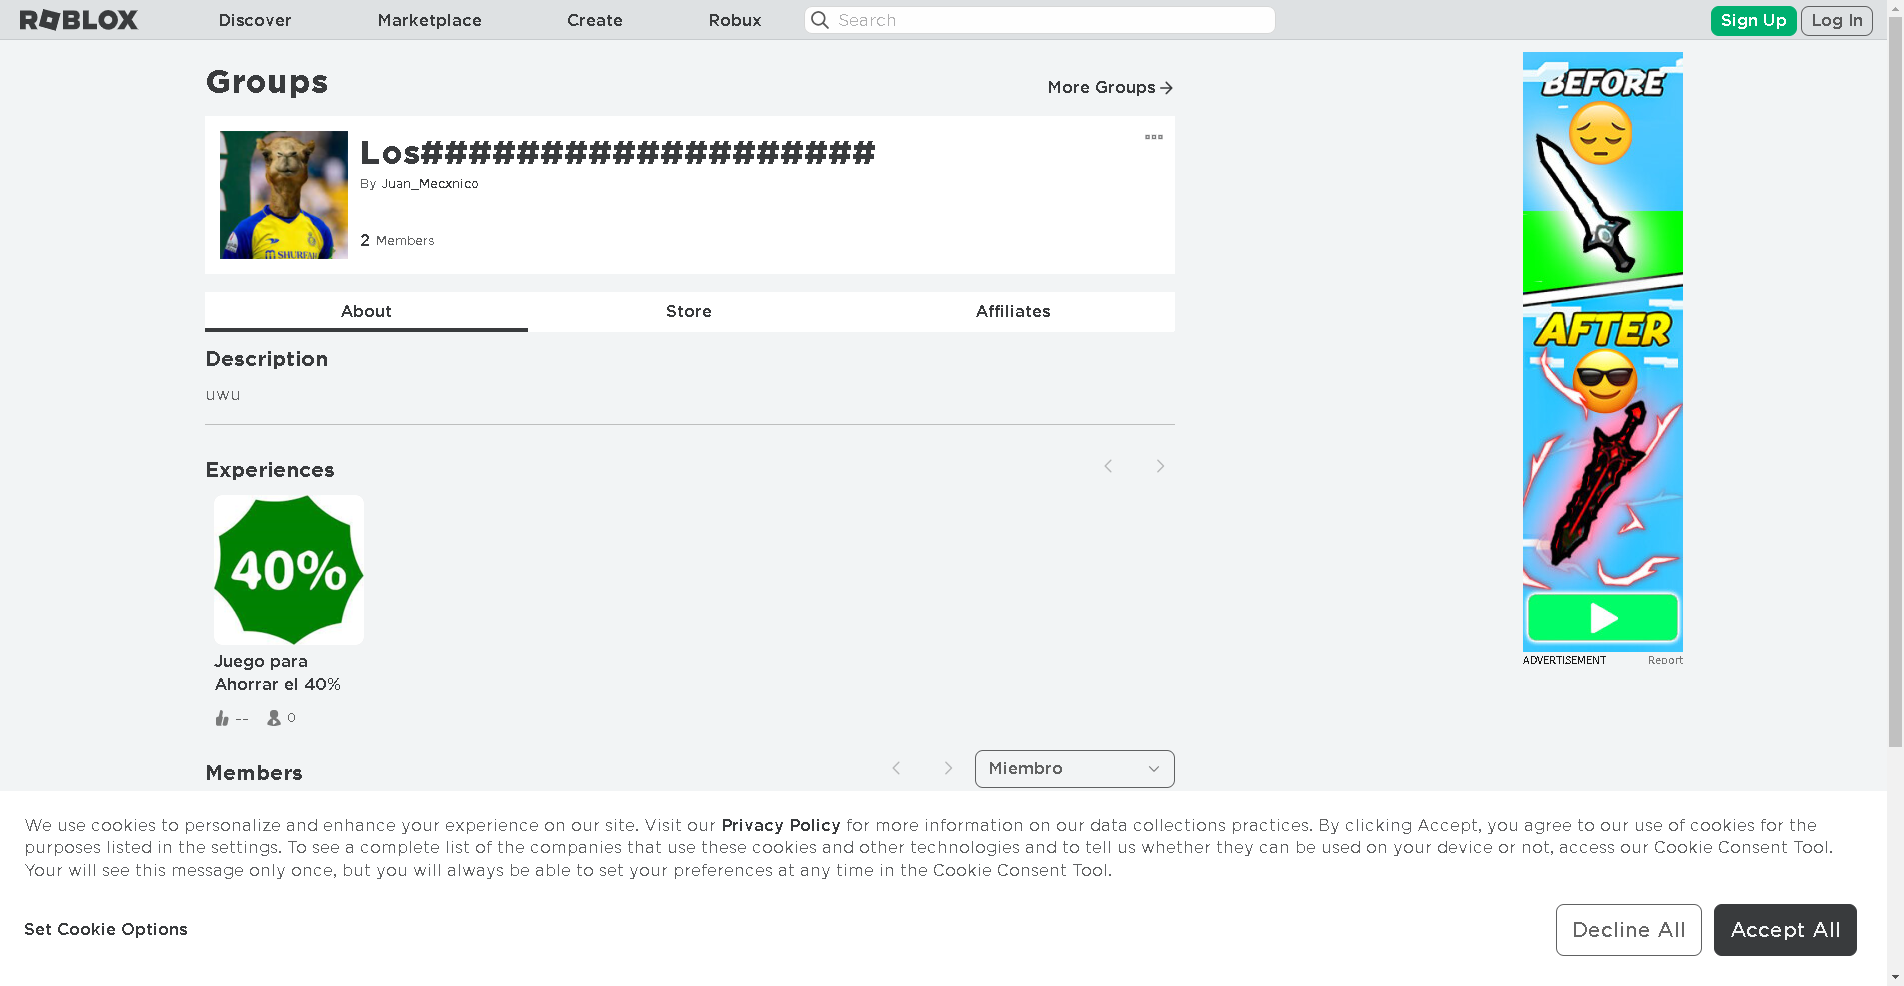 ROBLOX Discover Marketplace Create Robux Search Sign Up Log In
Groups
More Groups
Los###################
By Juan_Mecxnico
2 Members
SHURFAH
About Store Affiliates
Description
uwu
Experiences
40%
Juego para
Ahorrar el 40%
-- 0
Members
Miembro
BEFORE
AFTER
ADVERTISEMENT Report
We use cookies to personalize and enhance your experience on our site. Visit our Privacy Policy for more information on our data collections practices. By clicking Accept, you agree to our use of cookies for the
purposes listed in the settings. To see a complete list of the companies that use these cookies and other technologies and to tell us whether they can be used on your device or not, access our Cookie Consent Tool.
Your will see this message only once, but you will always be able to set your preferences at any time in the Cookie Consent Tool.
Set Cookie Options
Decline All Accept All